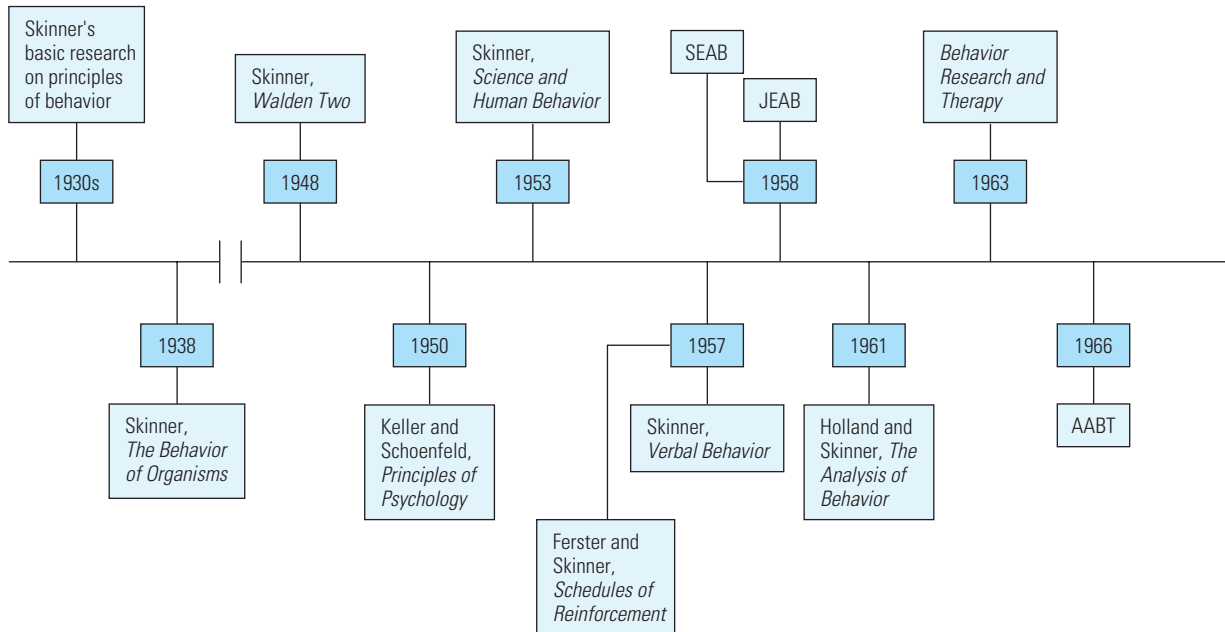 Skinner's
basic research
on principles
of behavior
1930s
Skinner,
Walden Two
1948
Skinner,
Science and
Human Behavior
1953
SEAB
JEAB
1958
Behavior
Research and
Therapy
1963
1938
Skinner,
The Behavior
of Organisms
1950
Keller and
Schoenfeld,
Principles of
Psychology
1957
Skinner,
Verbal Behavior
Ferster and
Skinner,
Schedules of
Reinforcement
1961
Holland and
Skinner, The
Analysis of
Behavior
1966
AABT